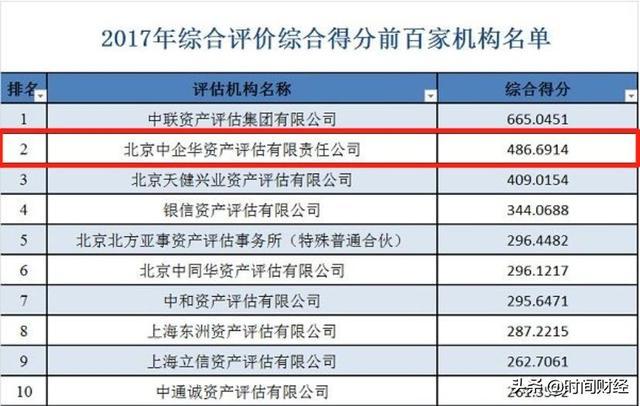 2017年综合评价综合得分前百家机构名单
排名 评估机构名称 综合得分
1 中联资产评估集团有限公司 665.0451
2 北京中企华资产评估有限责任公司 486.6914
3 北京天健兴业资产评估有限公司 409.0154
4 银信资产评估有限公司 344.0688
5 北京北方亚事资产评估事务所（特殊普通合伙） 296.4482
6 北京中同华资产评估有限公司 296.1217
7 中和资产评估有限公司 295.6471
8 上海东洲资产评估有限公司 287.2215
9 上海立信资产评估有限公司 262.7061
10 中通诚资产评估有限公司
头条 @时间财经